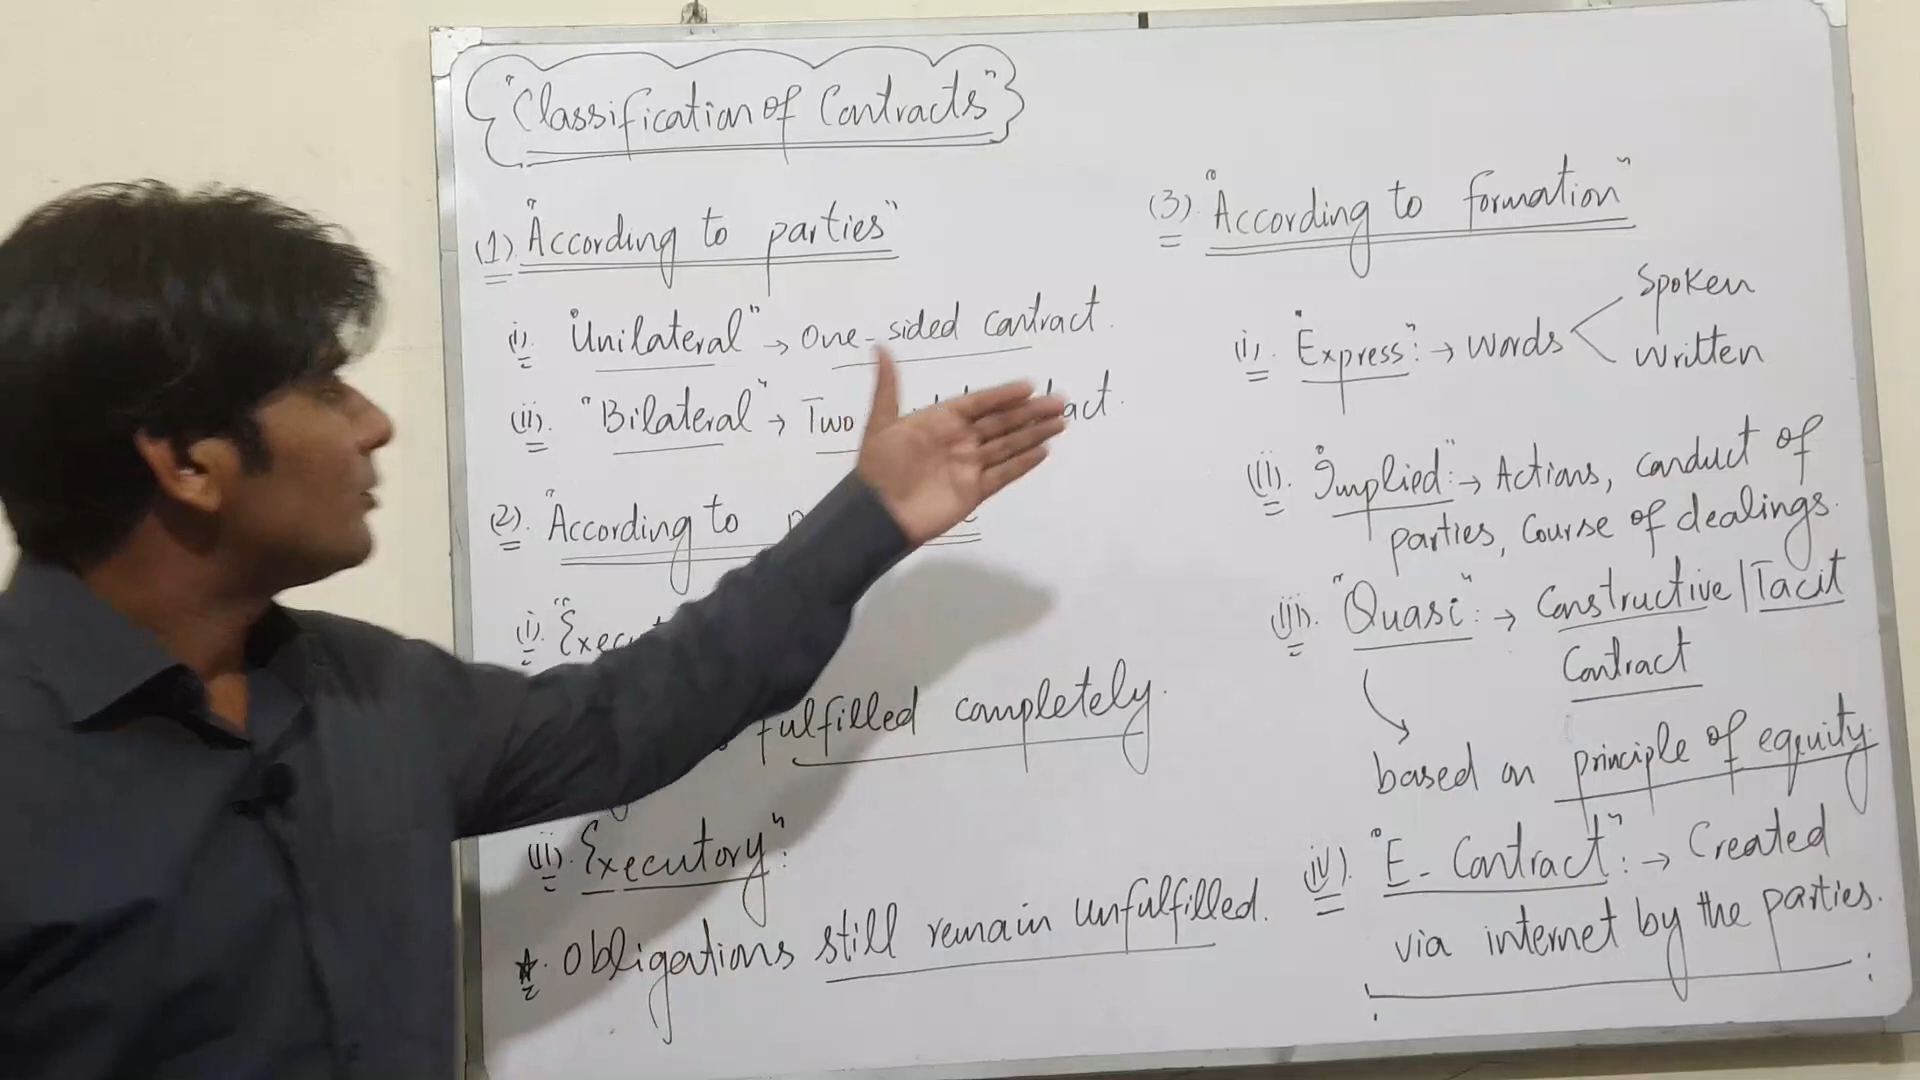 "Classification of Contracts"
(1). "According to parties"
(i). "Unilateral" → One-sided contract.
(ii). "Bilateral" → Two
(2). "According to
(i). "
fulfilled completely.
(ii). "Executory":
* Obligations still remain unfulfilled.
(3). "According to formation"
(i). "Express": → Words < Spoken
Written
(ii). "Implied": → Actions, conduct of
parties, Course of dealings.
(iii). "Quasi": → Constructive/Tacit
Contract
based on principle of equity
(iv). "E-Contract": → Created
via internet by the parties.